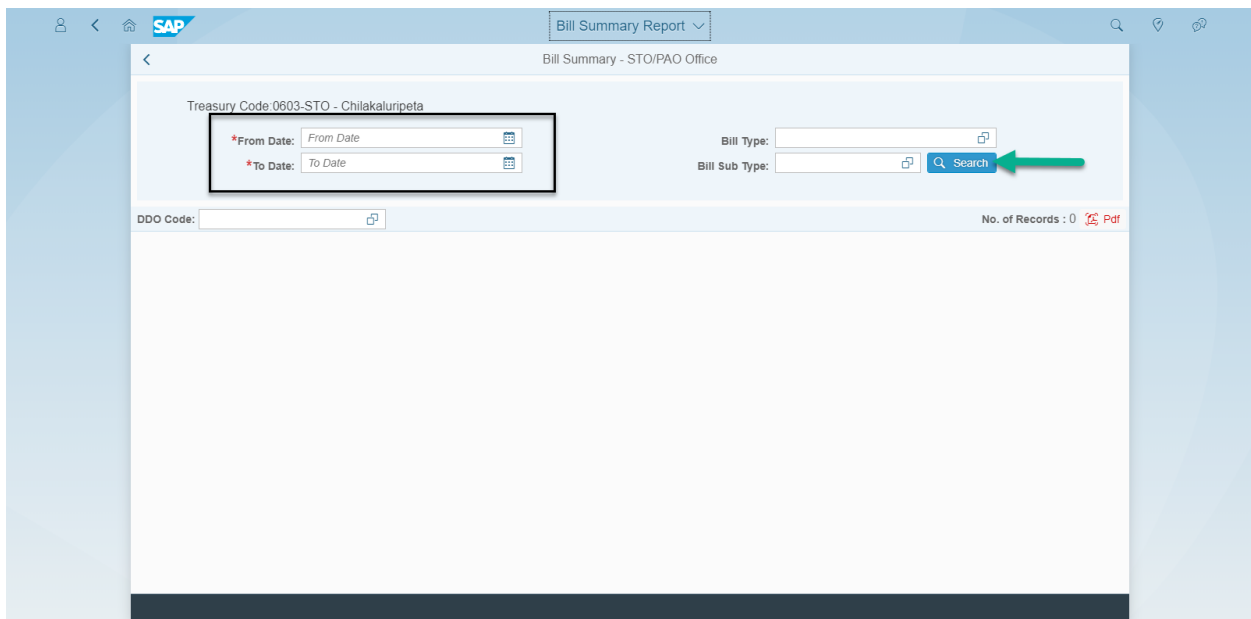 SAP Bill Summary Report
Bill Summary - STO/PAO Office
Treasury Code:0603-STO - Chilakaluripeta
*From Date: From Date Bill Type:
*To Date: To Date Bill Sub Type: Search
DDO Code: No. of Records : 0 Pdf